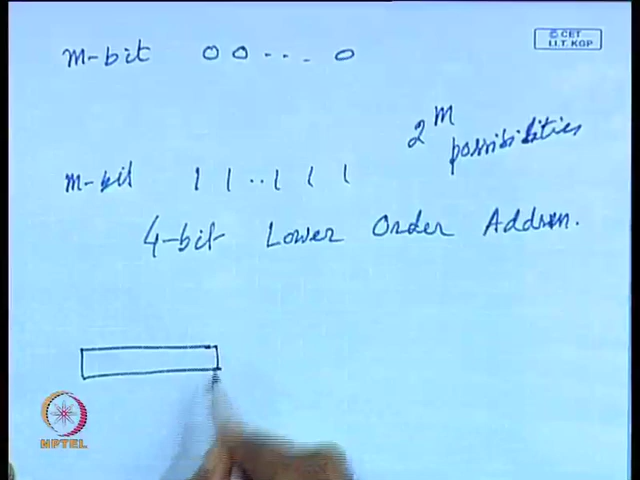 m-bit 0 0 ... 0
© CET
I.I.T. KGP
2^m possibilities
m-bit 1 1 .. 1 1 1
4-bit Lower Order Address.
NPTEL